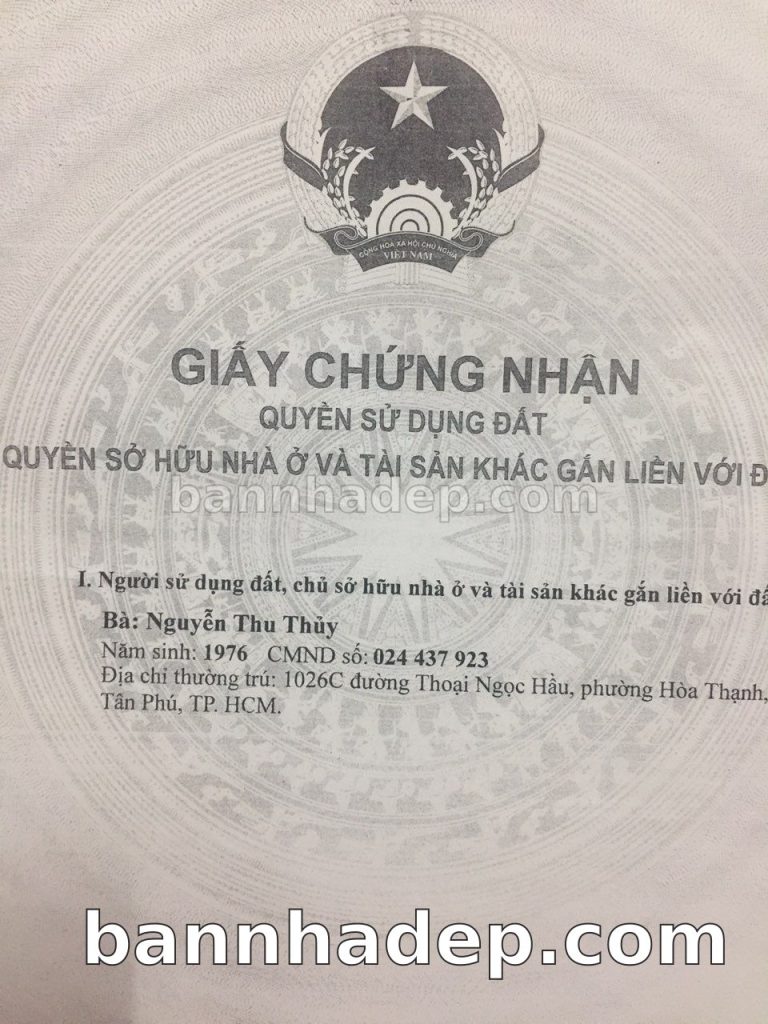 CỘNG HÒA XÃ HỘI CHỦ NGHĨA
VIỆT NAM
GIẤY CHỨNG NHẬN
QUYỀN SỬ DỤNG ĐẤT
QUYỀN SỞ HỮU NHÀ Ở VÀ TÀI SẢN KHÁC GẮN LIỀN VỚI Đ
bannhadep.com
I. Người sử dụng đất, chủ sở hữu nhà ở và tài sản khác gắn liền với đấ
Bà: Nguyễn Thu Thủy
Năm sinh: 1976 CMND số: 024 437 923
Địa chỉ thường trú: 1026C đường Thoại Ngọc Hầu, phường Hòa Thạnh,
Tân Phú, TP. HCM.
bannhadep.com